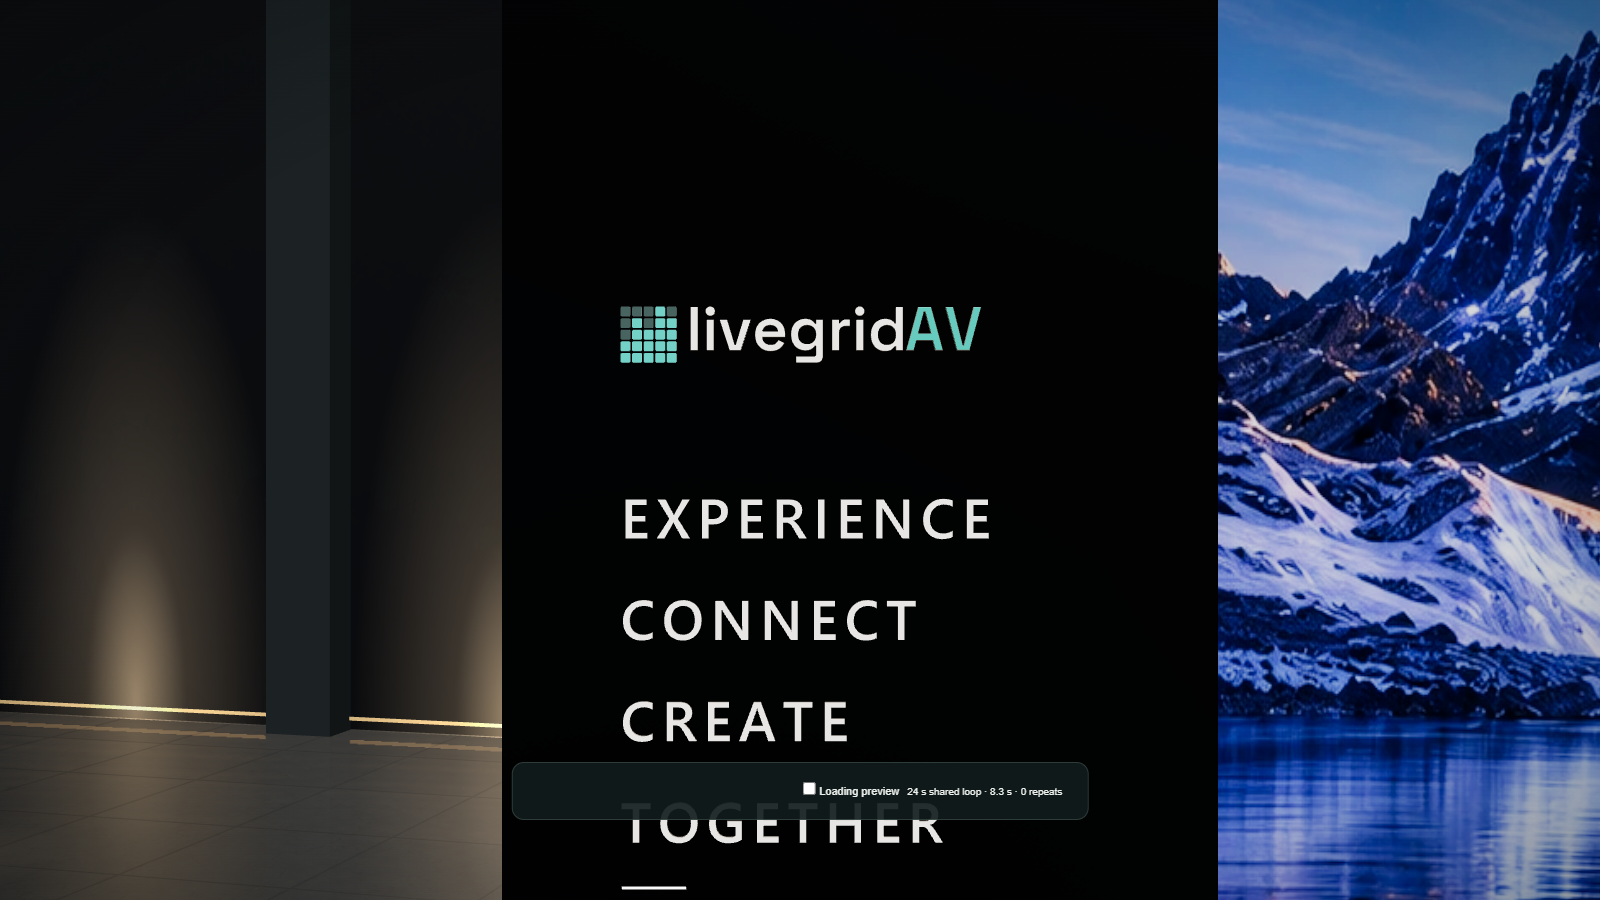 livegridAV
EXPERIENCE
CONNECT
CREATE
Loading preview 24 s shared loop · 8.3 s · 0 repeats
TOGETHER